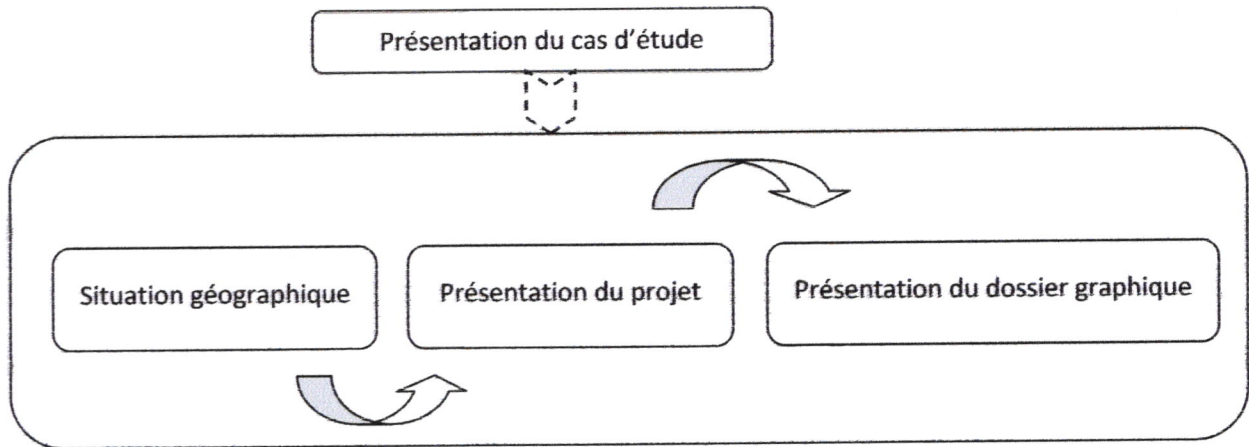 Présentation du cas d'étude
Situation géographique
Présentation du projet
Présentation du dossier graphique